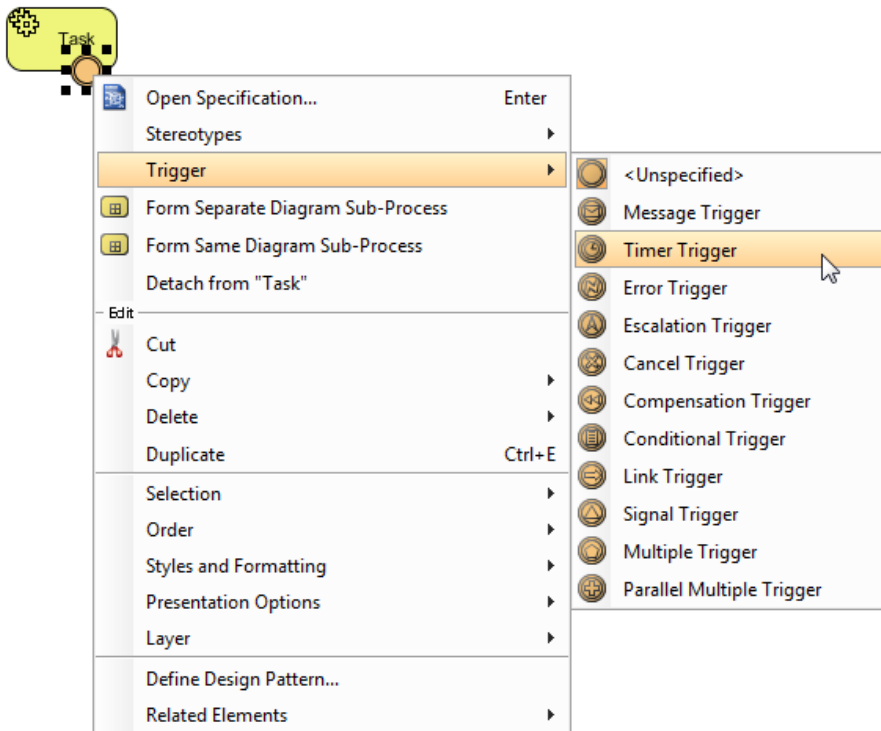 Task
Open Specification... Enter
Stereotypes
Trigger
Form Separate Diagram Sub-Process
Form Same Diagram Sub-Process
Detach from "Task"
Edit
Cut
Copy
Delete
Duplicate Ctrl+E
Selection
Order
Styles and Formatting
Presentation Options
Layer
Define Design Pattern...
Related Elements
<Unspecified>
Message Trigger
Timer Trigger
Error Trigger
Escalation Trigger
Cancel Trigger
Compensation Trigger
Conditional Trigger
Link Trigger
Signal Trigger
Multiple Trigger
Parallel Multiple Trigger